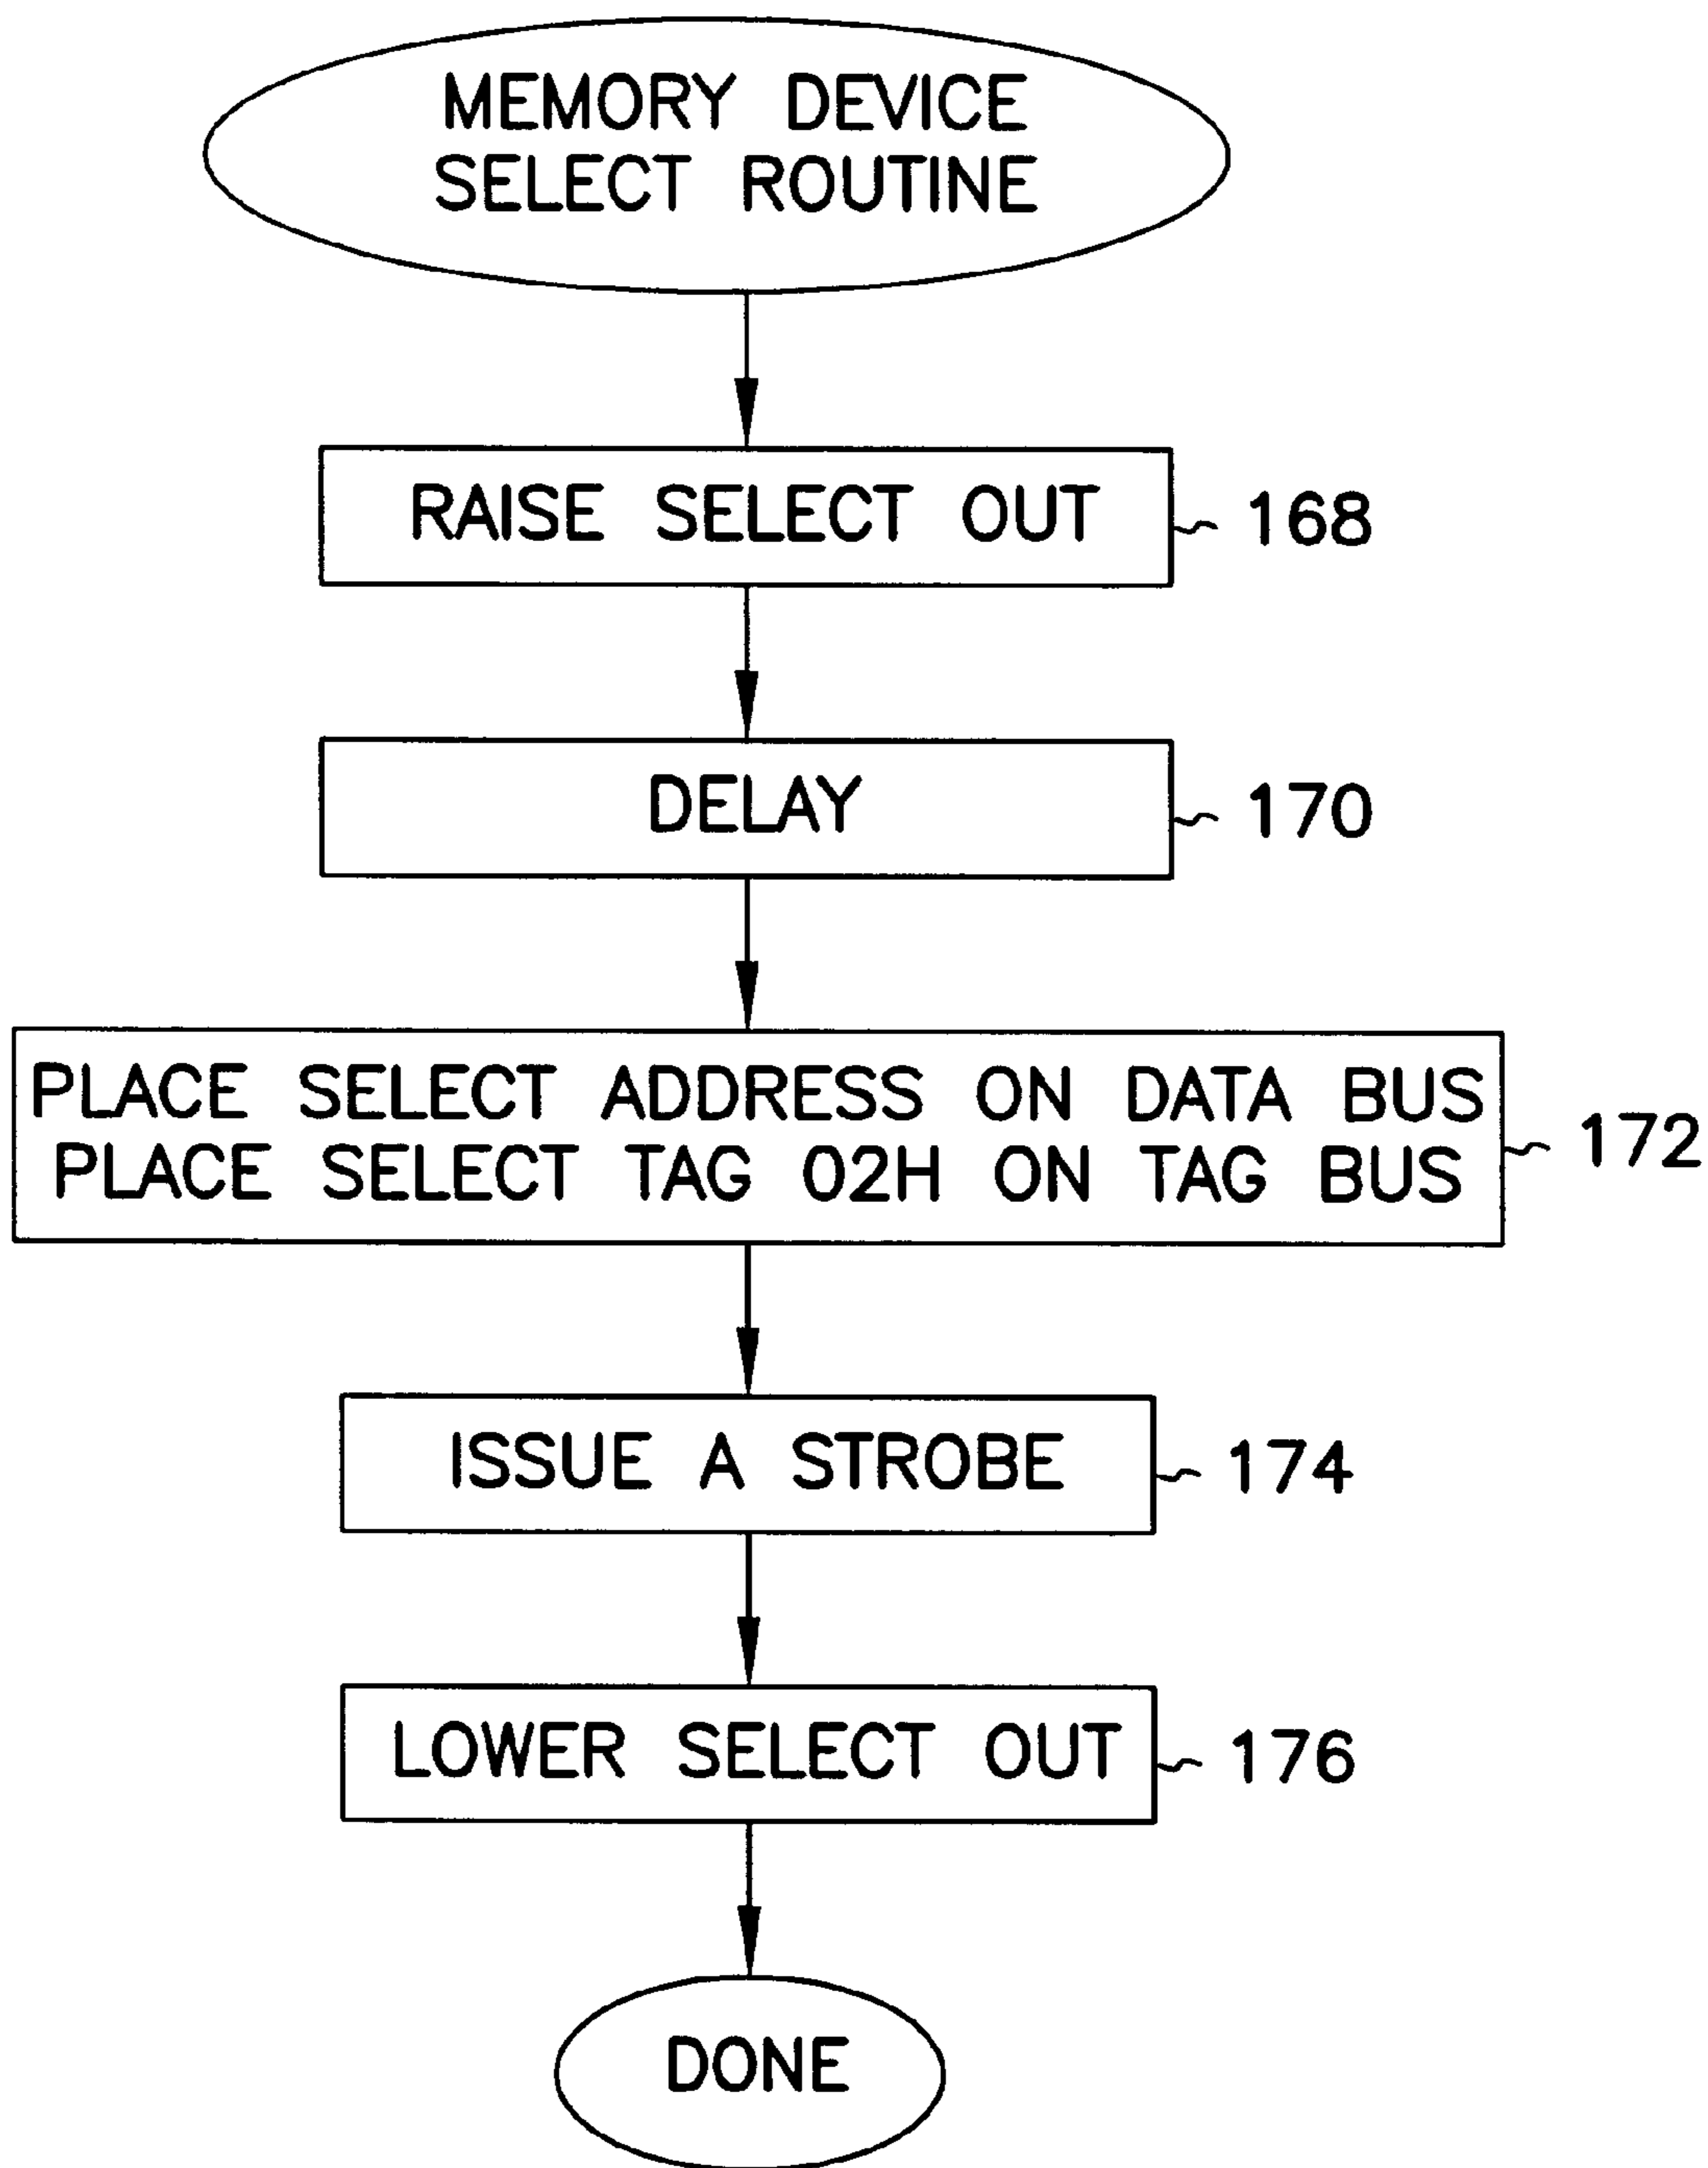 MEMORY DEVICE
SELECT ROUTINE
RAISE SELECT OUT
168
DELAY
170
PLACE SELECT ADDRESS ON DATA BUS
PLACE SELECT TAG 02H ON TAG BUS
172
ISSUE A STROBE
174
LOWER SELECT OUT
176
DONE